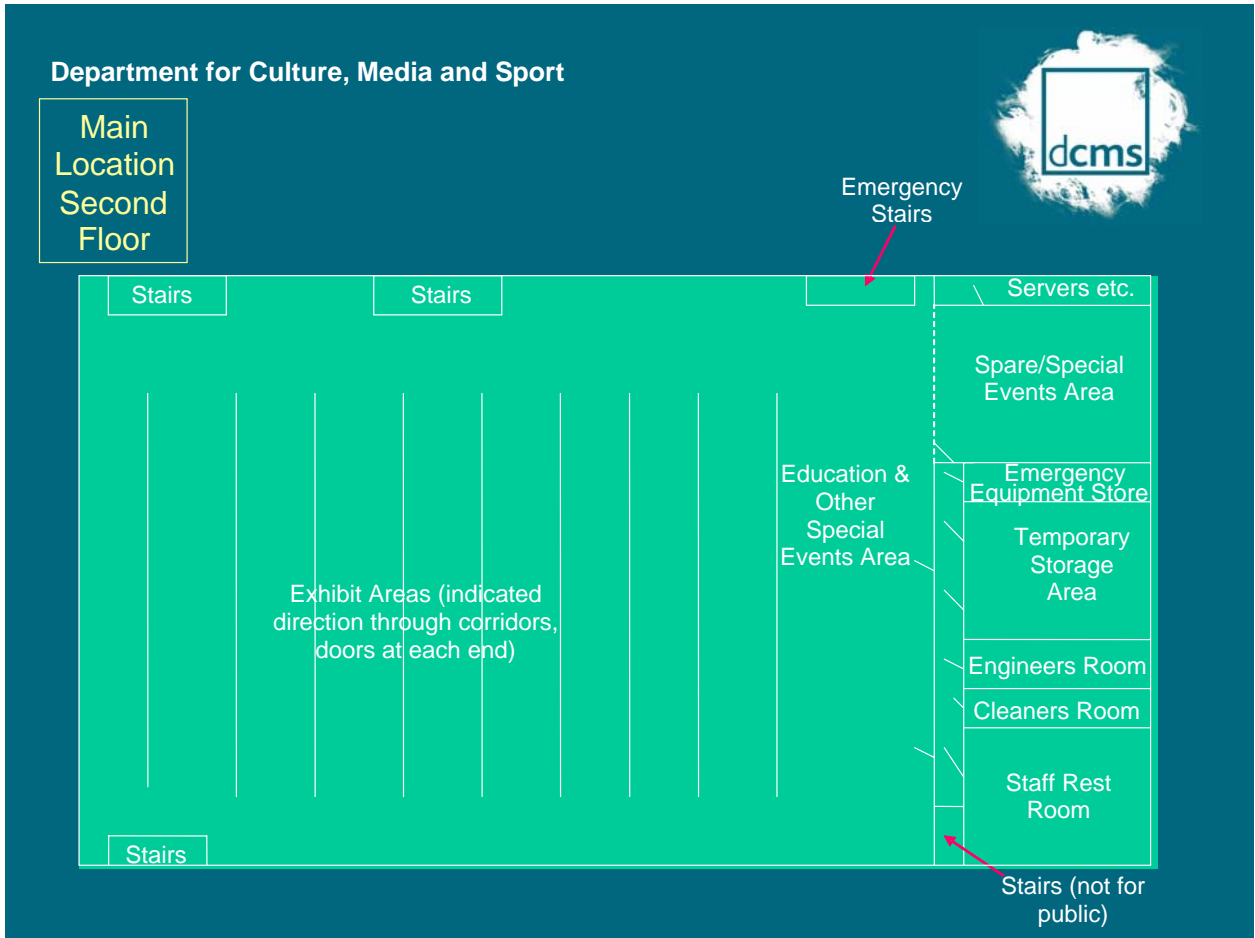 Department for Culture, Media and Sport
Main
Location
Second
Floor
dcms
Emergency
Stairs
Stairs
Stairs
Servers etc.
Spare/Special
Events Area
Education &
Other
Special
Events Area
Emergency
Equipment Store
Temporary
Storage
Area
Exhibit Areas (indicated
direction through corridors,
doors at each end)
Engineers Room
Cleaners Room
Staff Rest
Room
Stairs
Stairs (not for
public)